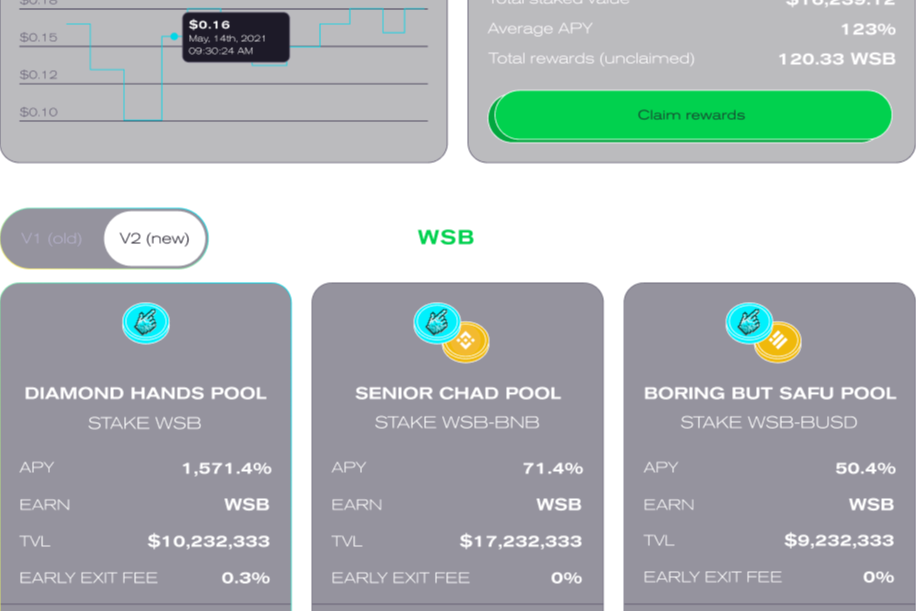 $0.18
$0.16
May, 14th, 2021
09:30:24 AM
$0.15
$0.12
$0.10
Total staked value $16,239.12
Average APY 123%
Total rewards (unclaimed) 120.33 WSB
Claim rewards
V1 (old) V2 (new)
WSB
DIAMOND HANDS POOL
STAKE WSB
APY 1,571.4%
EARN WSB
TVL $10,232,333
EARLY EXIT FEE 0.3%
SENIOR CHAD POOL
STAKE WSB-BNB
APY 71.4%
EARN WSB
TVL $17,232,333
EARLY EXIT FEE 0%
BORING BUT SAFU POOL
STAKE WSB-BUSD
APY 50.4%
EARN WSB
TVL $9,232,333
EARLY EXIT FEE 0%